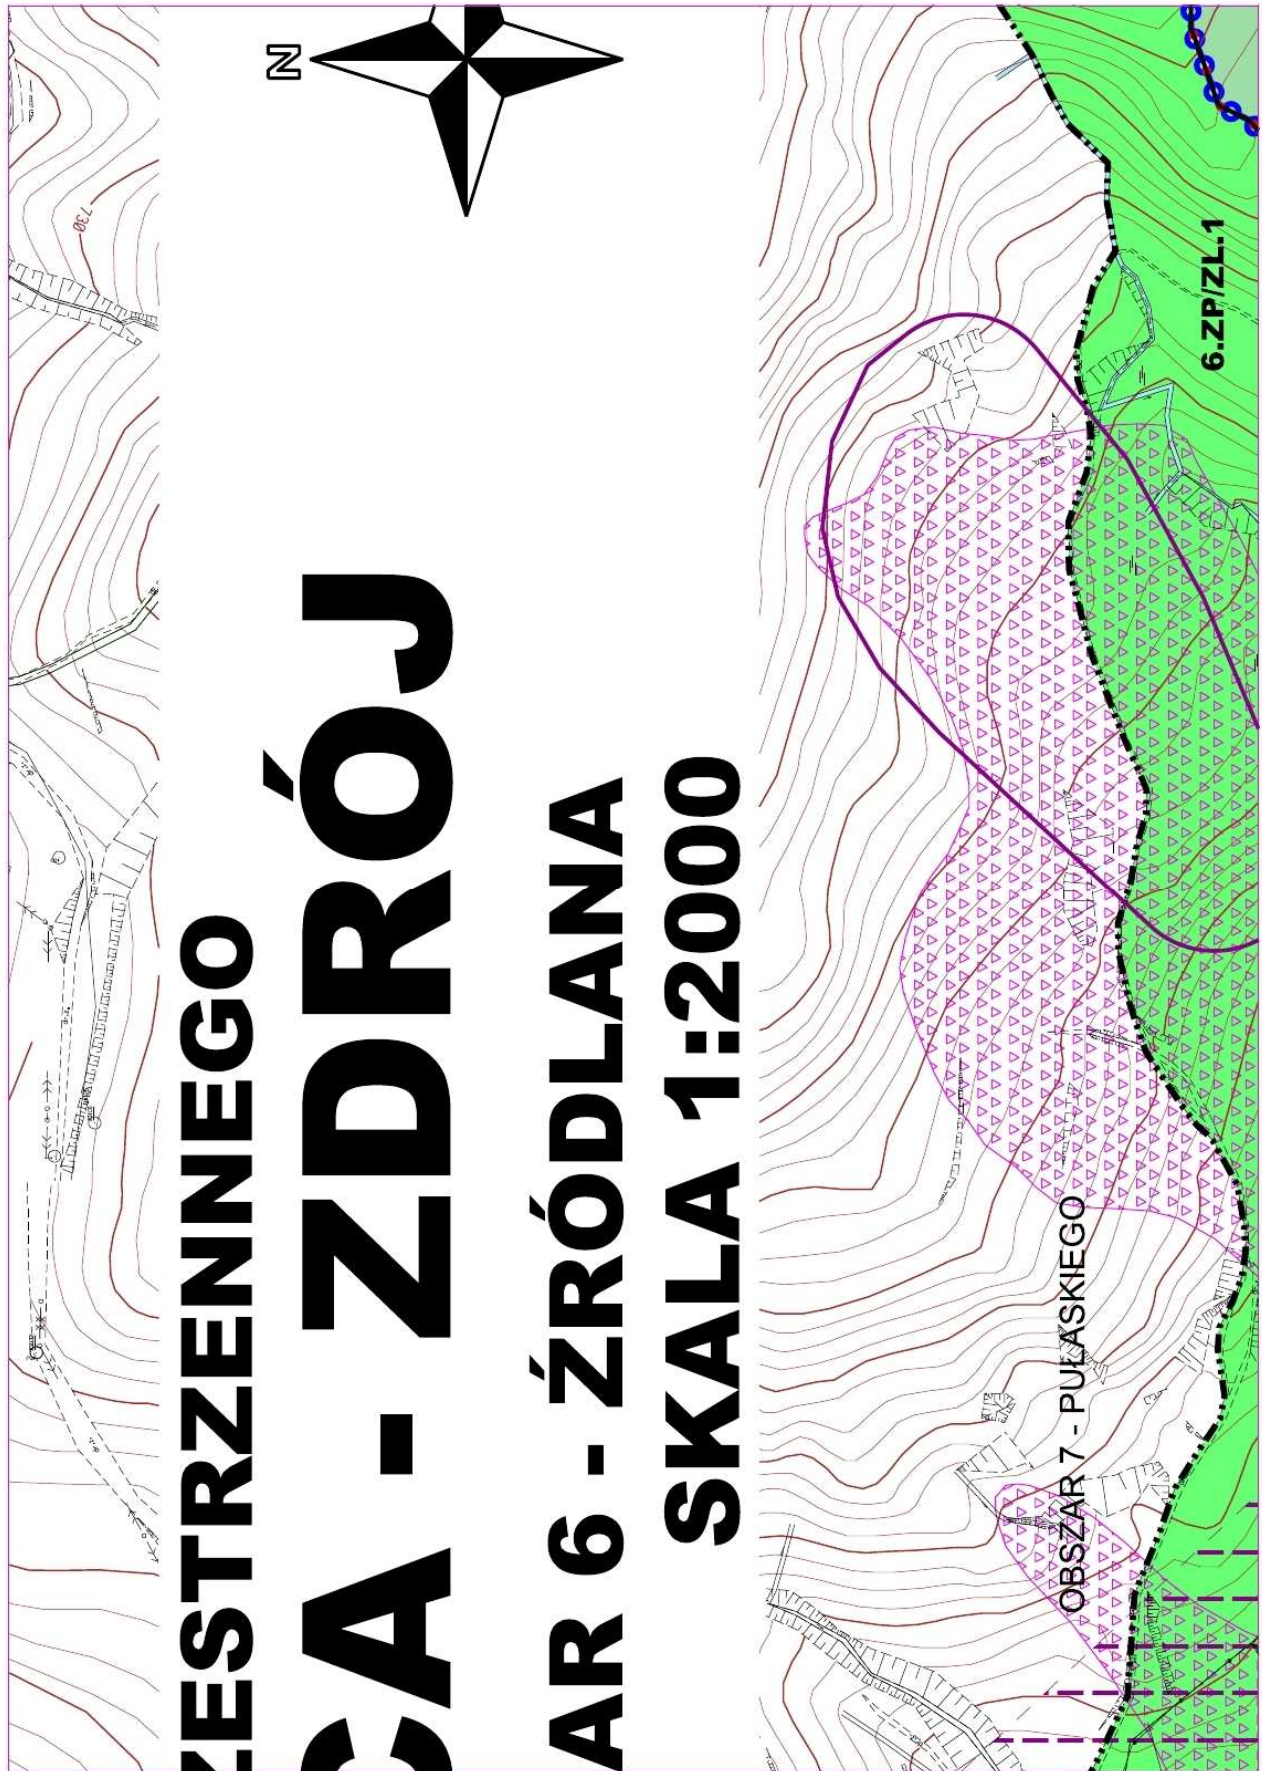 N
730
ZESTRZENNEGO
CA - ZDRÓJ
AR 6 - ŹRÓDLANA
SKALA 1:2000
OBSZAR 7 - PUŁASKIEGO
6.ZP/ZL.1